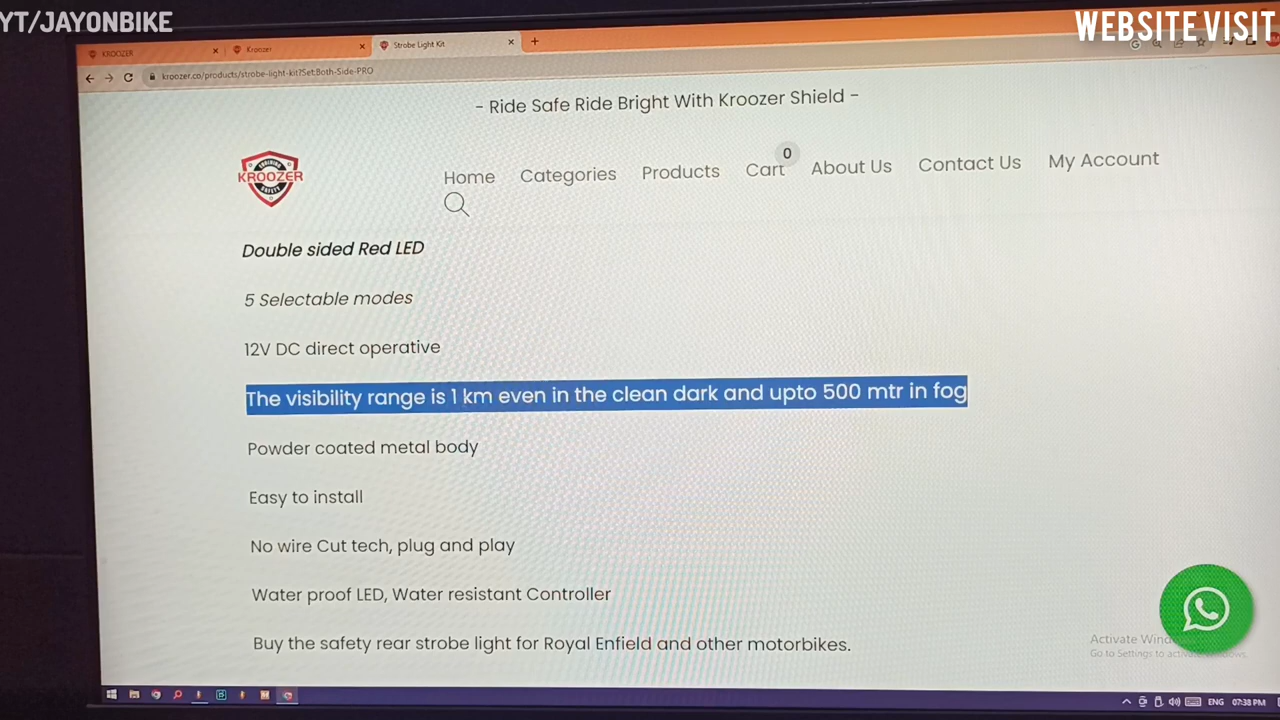 YT/JAYONBIKE
WEBSITE VISIT
KROOZER
Kroozer
Strobe Light Kit
kroozer.co/products/strobe-light-kit?Set=Both-Side-PRO
- Ride Safe Ride Bright With Kroozer Shield -
KROOZER
SAFETY
Home
Categories
Products
Cart
0
About Us
Contact Us
My Account
Double sided Red LED
5 Selectable modes
12V DC direct operative
The visibility range is 1 km even in the clean dark and upto 500 mtr in fog
Powder coated metal body
Easy to install
No wire Cut tech, plug and play
Water proof LED, Water resistant Controller
Buy the safety rear strobe light for Royal Enfield and other motorbikes.
Activate Wind
Go to Settings to activate Windows.
ENG
07:38 PM